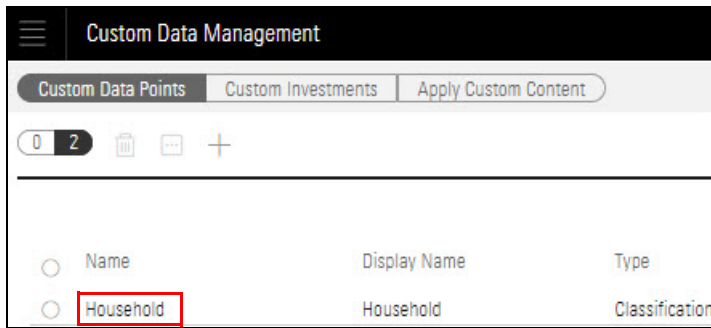 Custom Data Management
Custom Data Points Custom Investments Apply Custom Content
0 2
Name Display Name Type
Household Household Classification